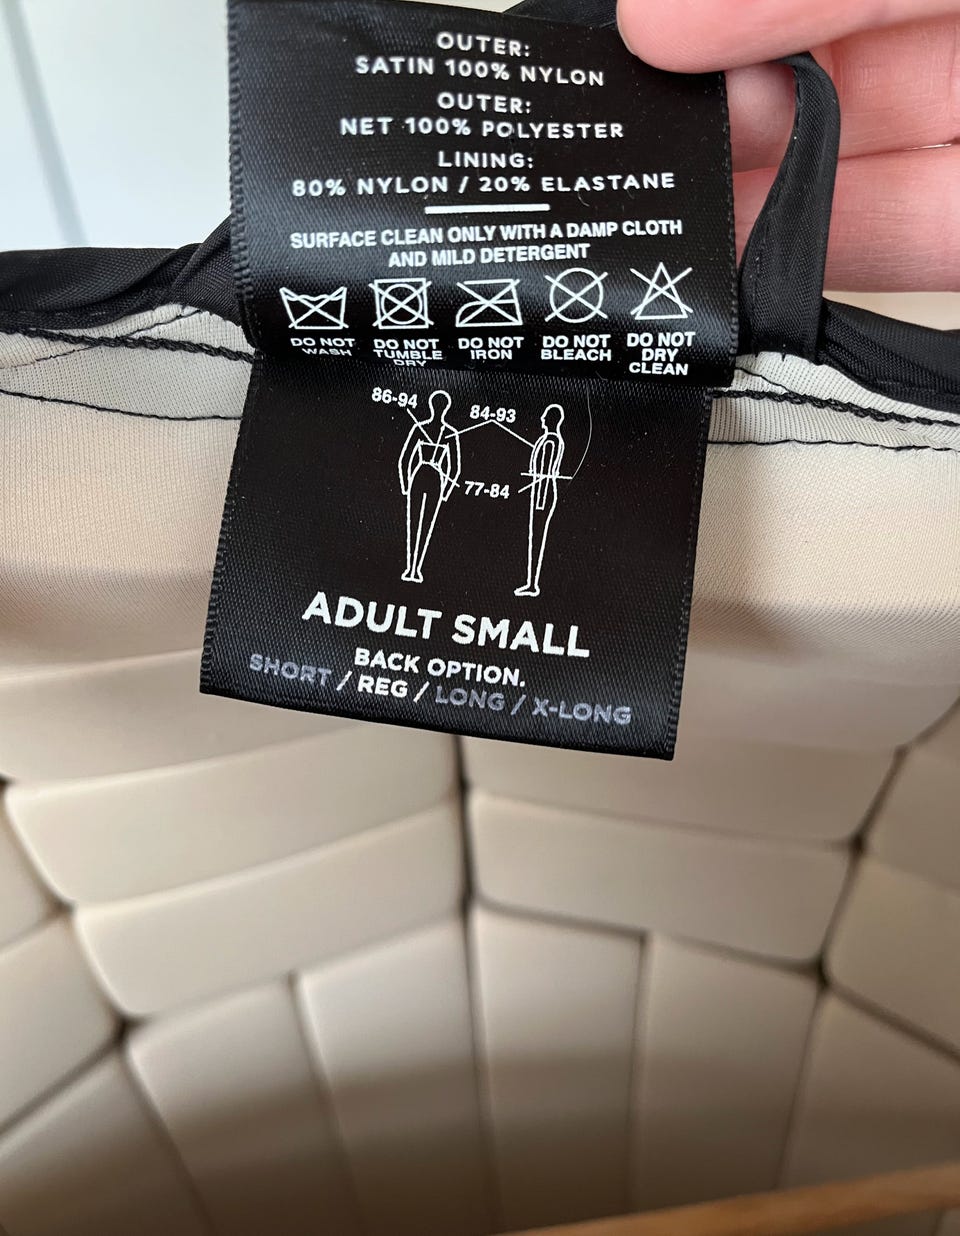 OUTER:
SATIN 100% NYLON
OUTER:
NET 100% POLYESTER
LINING:
80% NYLON / 20% ELASTANE
SURFACE CLEAN ONLY WITH A DAMP CLOTH
AND MILD DETERGENT
DO NOT WASH
DO NOT TUMBLE DRY
DO NOT IRON
DO NOT BLEACH
DO NOT DRY CLEAN
86-94
84-93
77-84
ADULT SMALL
BACK OPTION.
SHORT / REG / LONG / X-LONG